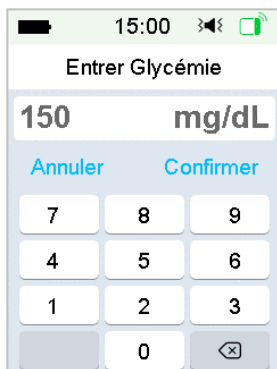 15:00
Entrer Glycémie
150 mg/dL
Annuler Confirmer
7 8 9
4 5 6
1 2 3
0